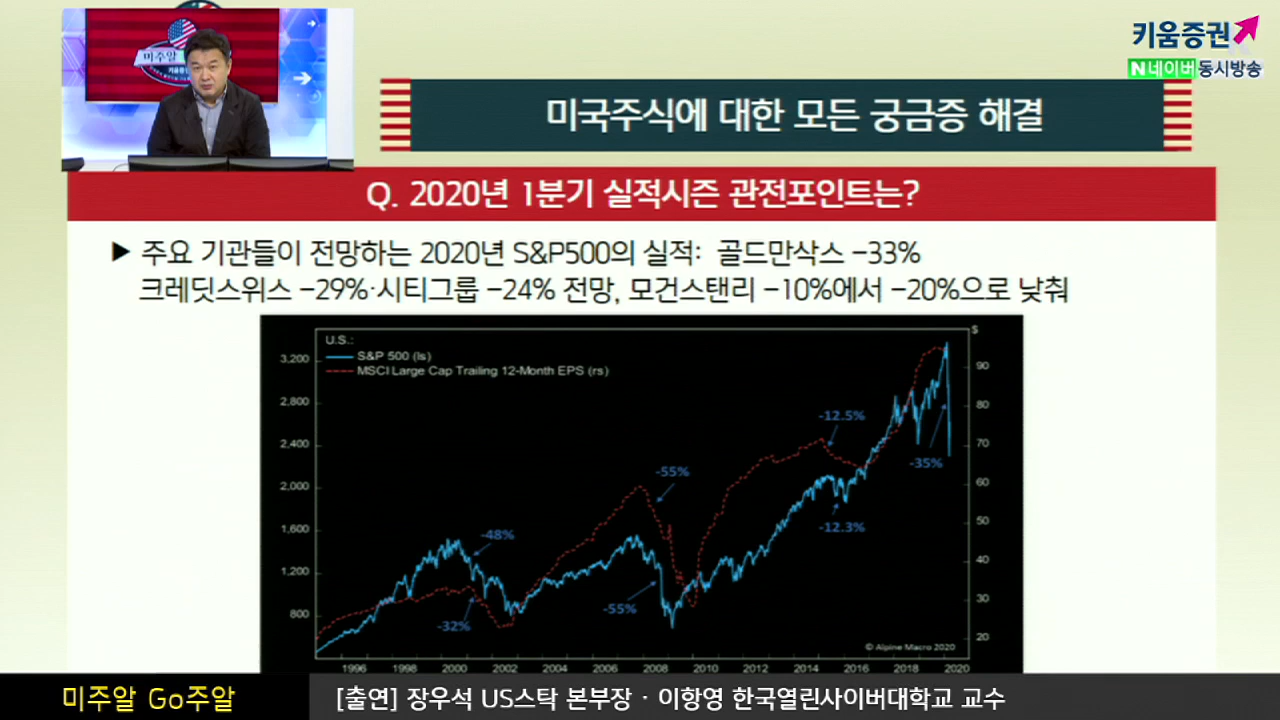 미주알
키움증권
N 네이버 동시방송
미국주식에 대한 모든 궁금증 해결
Q. 2020년 1분기 실적시즌 관전포인트는?
▶ 주요 기관들이 전망하는 2020년 S&P500의 실적: 골드만삭스 -33%
크레딧스위스 -29%·시티그룹 -24% 전망, 모건스탠리 -10%에서 -20%으로 낮춰
U.S.:
S&P 500 (ls)
MSCI Large Cap Trailing 12-Month EPS (rs)
$
3,200
2,800
2,400
2,000
1,600
1,200
800
90
80
70
60
50
40
30
20
-48%
-32%
-55%
-55%
-12.5%
-12.3%
-35%
© Alpine Macro 2020
1996 1998 2000 2002 2004 2006 2008 2010 2012 2014 2016 2018 2020
미주알 Go주알
[출연] 장우석 US스탁 본부장 · 이항영 한국열린사이버대학교 교수